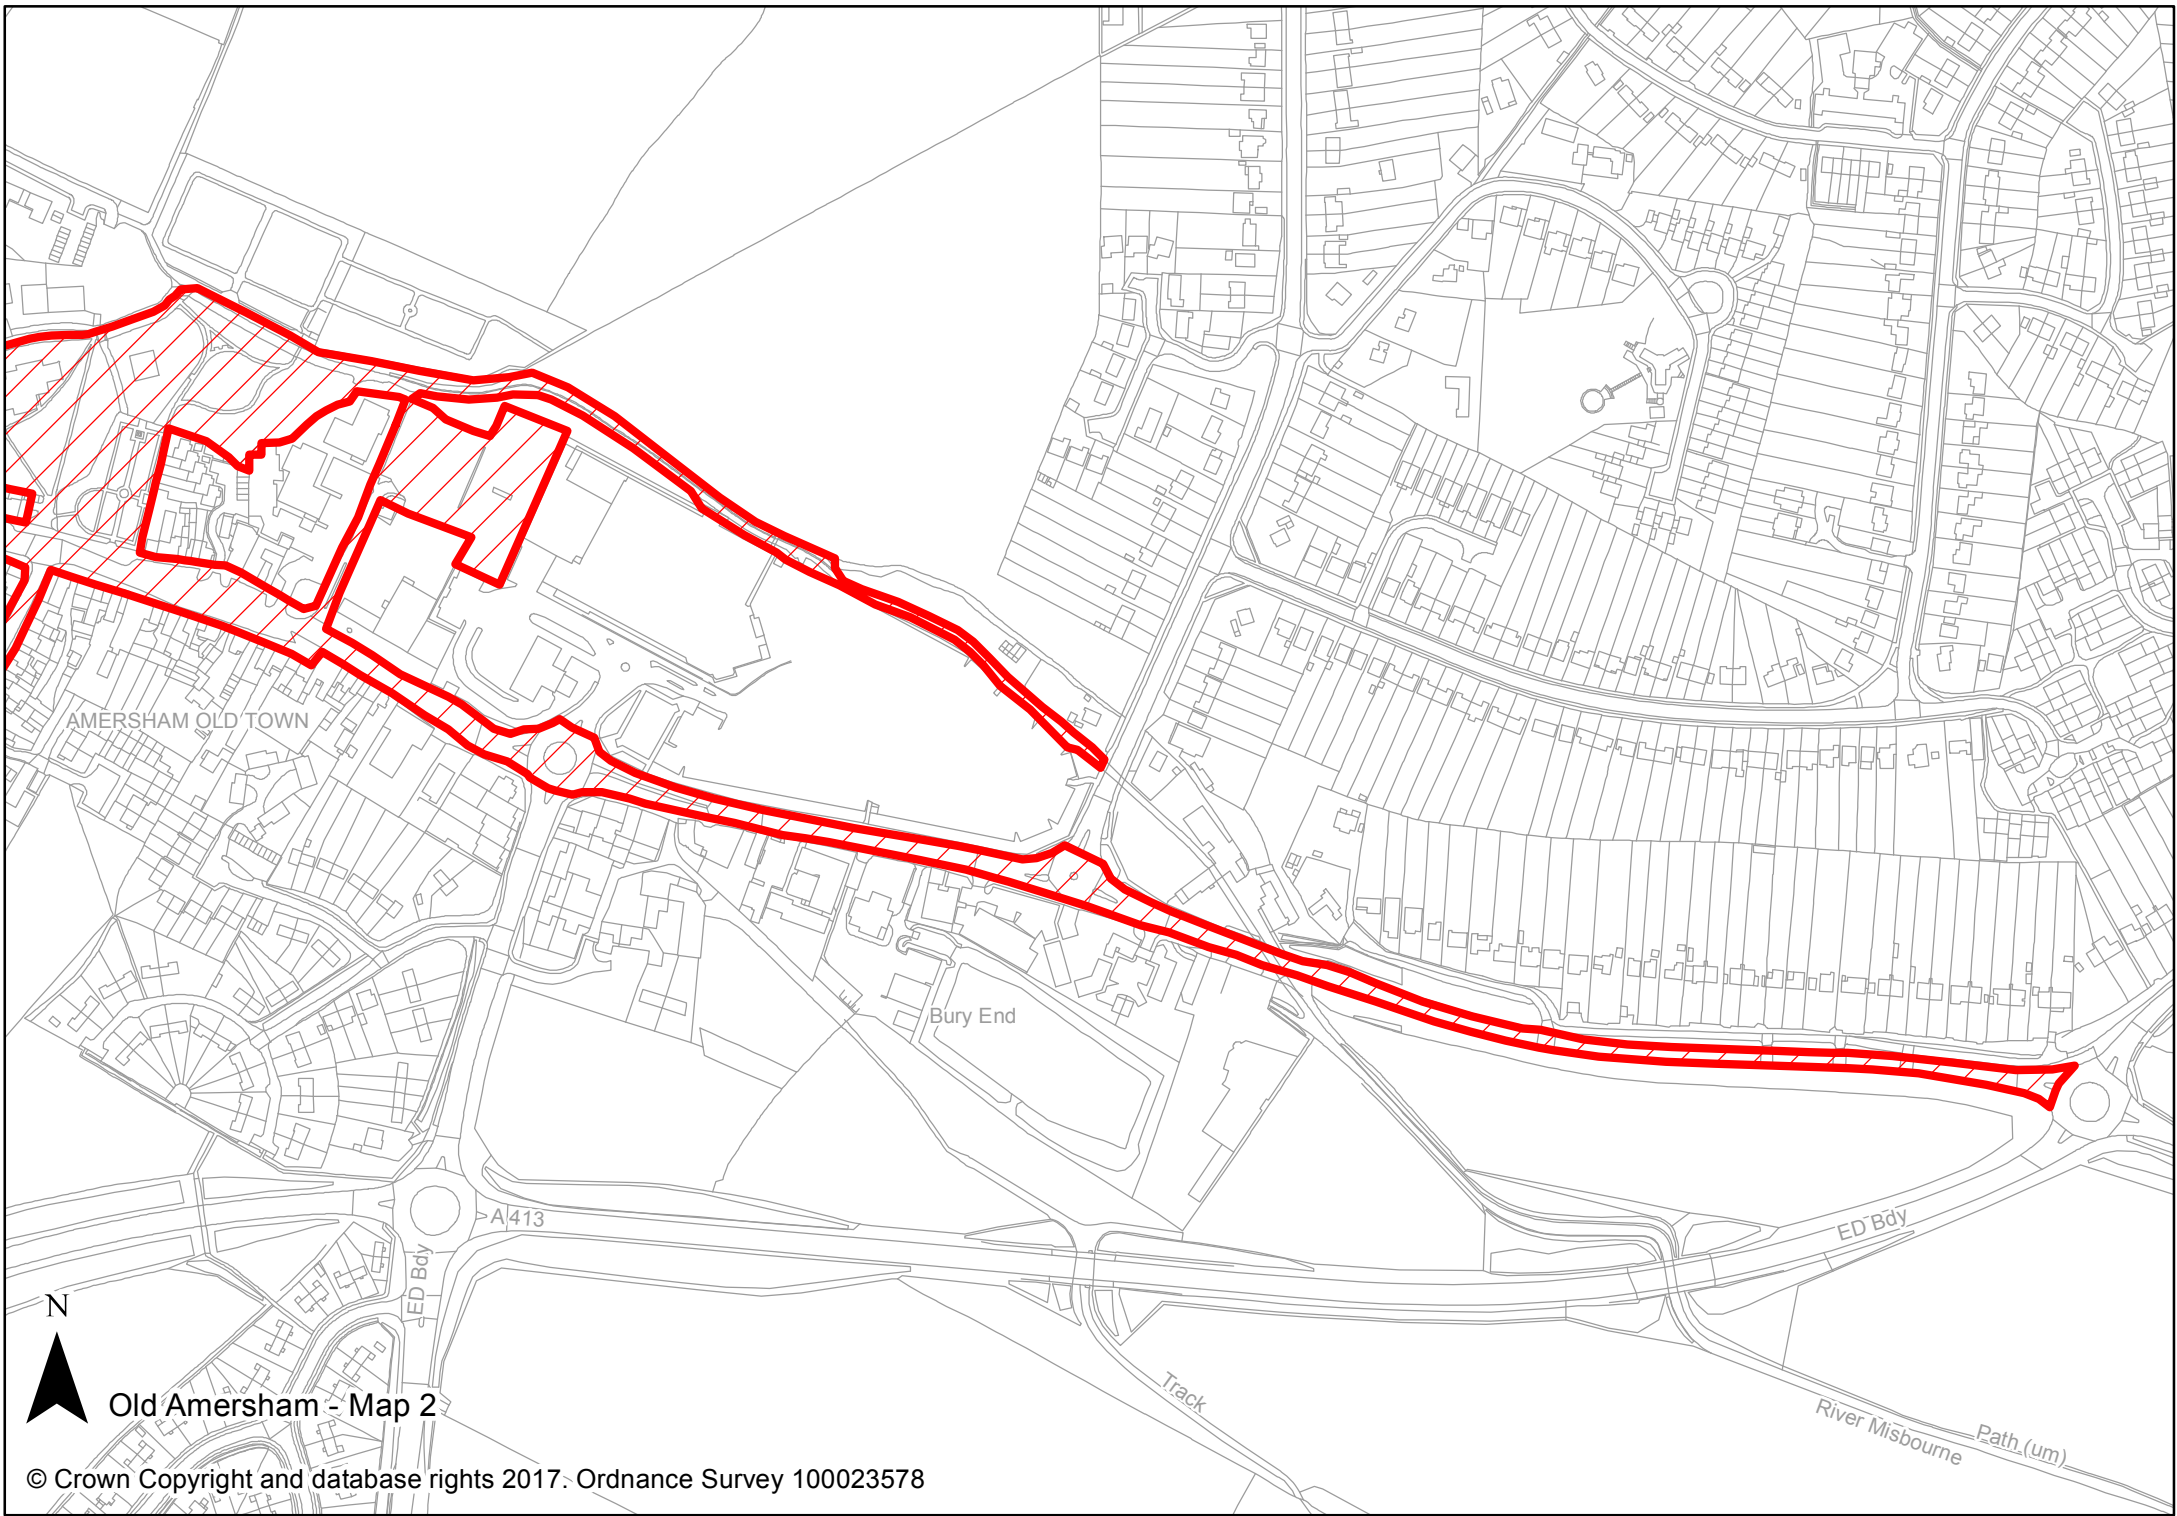 AMERSHAM OLD TOWN
Bury End
A 413
ED Bdy
ED Bdy
N
Track
Old Amersham - Map 2
River Misbourne
Path (um)
© Crown Copyright and database rights 2017. Ordnance Survey 100023578